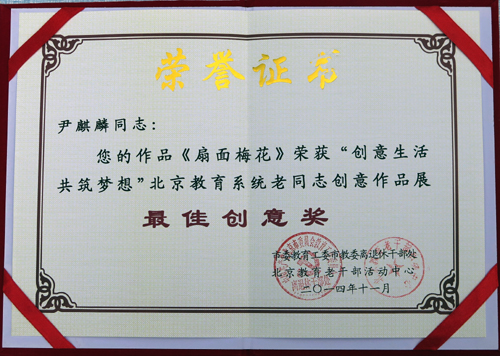 荣誉证书
尹麒麟同志：
您的作品《扇面梅花》荣获“创意生活
共筑梦想”北京教育系统老同志创意作品展
最佳创意奖
市委教育工委市教委离退休干部处
北京教育老干部活动中心
二〇一四年十一月